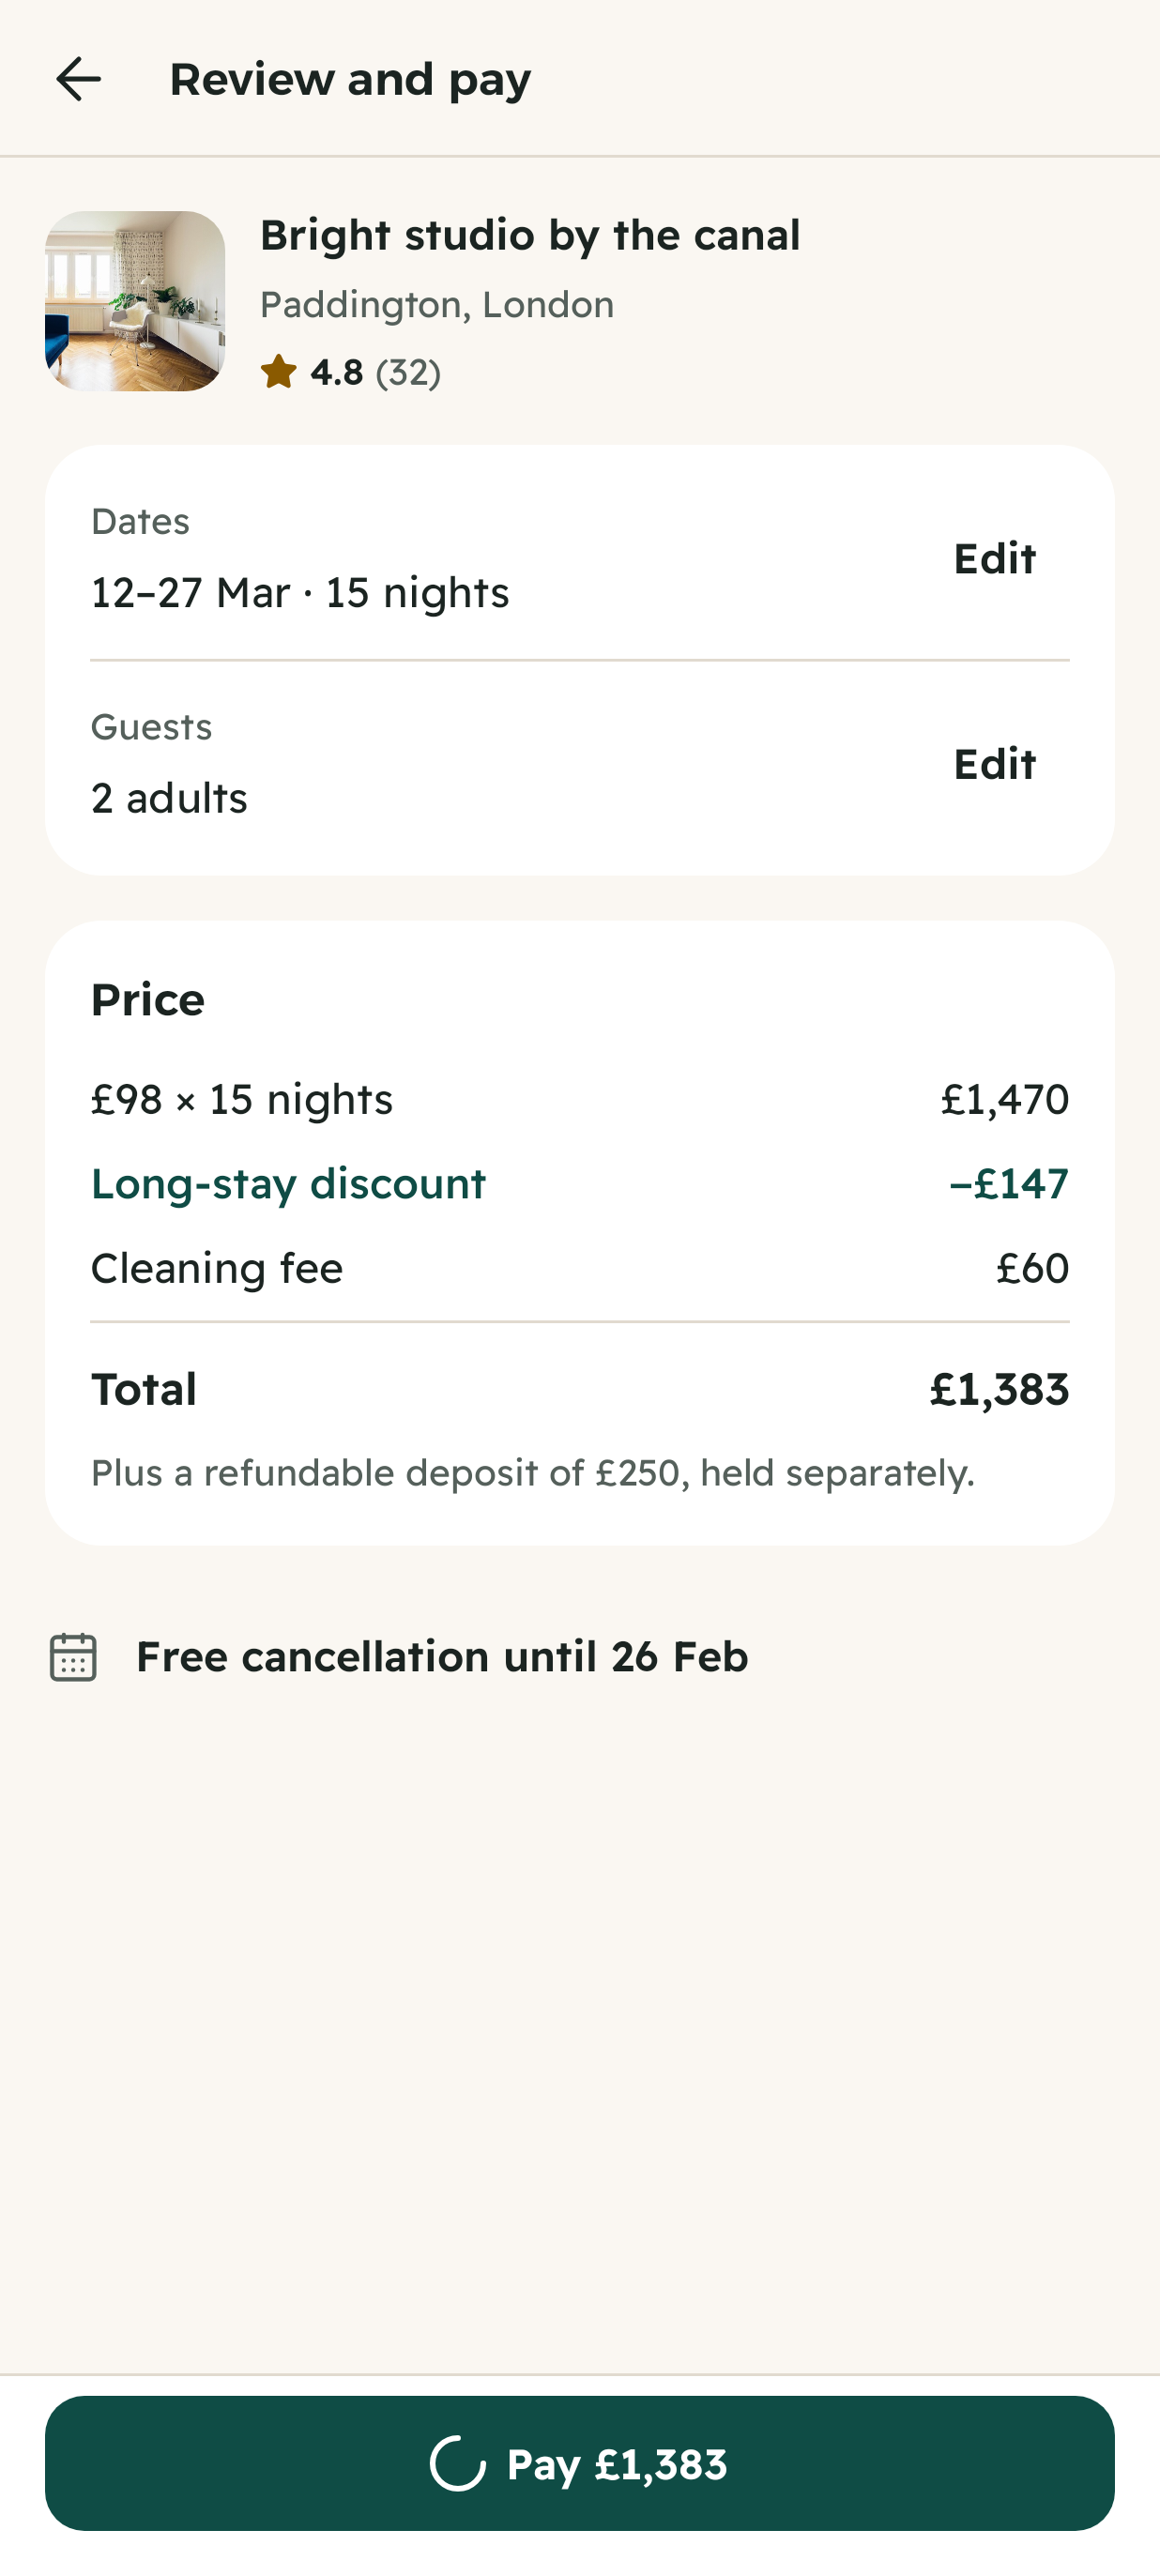 Review and pay
Bright studio by the canal
Paddington, London
4.8 (32)
Dates
12–27 Mar · 15 nights
Edit
Guests
2 adults
Edit
Price
£98 × 15 nights £1,470
Long-stay discount −£147
Cleaning fee £60
Total £1,383
Plus a refundable deposit of £250, held separately.
Free cancellation until 26 Feb
Pay £1,383